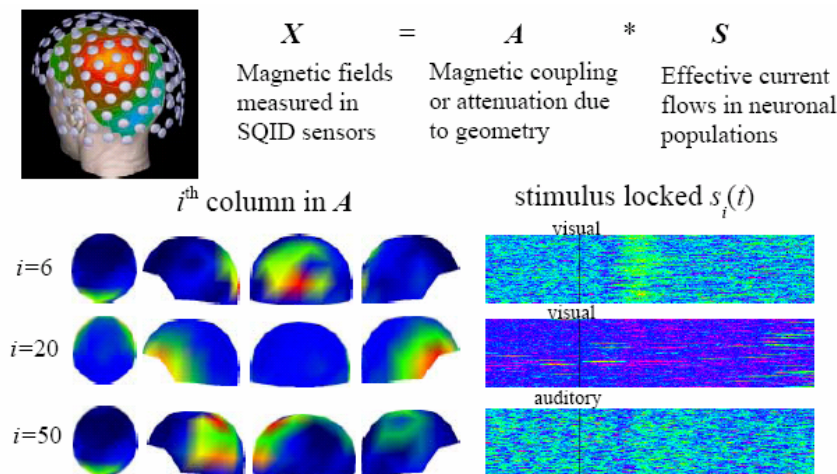 X = A * S
Magnetic fields
measured in
SQID sensors
Magnetic coupling
or attenuation due
to geometry
Effective current
flows in neuronal
populations
iᵗʰ column in A
stimulus locked sᵢ(t)
i=6
visual
i=20
visual
i=50
auditory